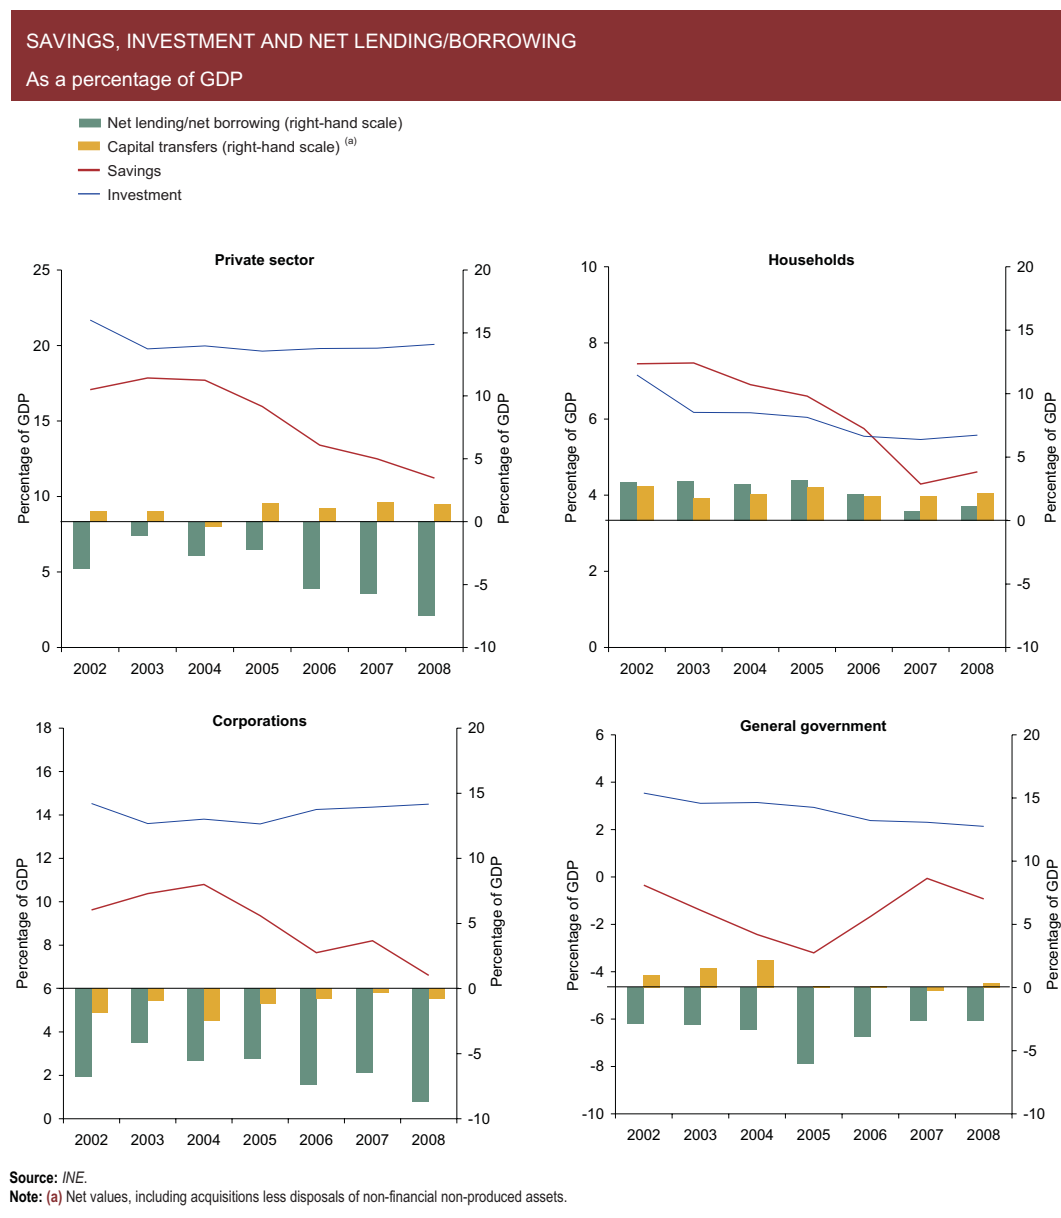 SAVINGS, INVESTMENT AND NET LENDING/BORROWING
As a percentage of GDP
Net lending/net borrowing (right-hand scale)
Capital transfers (right-hand scale) (a)
Savings
Investment
Private sector
25
20
15
10
5
0
20
15
10
5
0
-5
-10
Percentage of GDP
Percentage of GDP
2002 2003 2004 2005 2006 2007 2008
Households
10
8
6
4
2
0
20
15
10
5
0
-5
-10
Percentage of GDP
Percentage of GDP
2002 2003 2004 2005 2006 2007 2008
Corporations
18
16
14
12
10
8
6
4
2
0
20
15
10
5
0
-5
-10
Percentage of GDP
Percentage of GDP
2002 2003 2004 2005 2006 2007 2008
General government
6
4
2
0
-2
-4
-6
-8
-10
20
15
10
5
0
-5
-10
Percentage of GDP
Percentage of GDP
2002 2003 2004 2005 2006 2007 2008
Source: INE.
Note: (a) Net values, including acquisitions less disposals of non-financial non-produced assets.